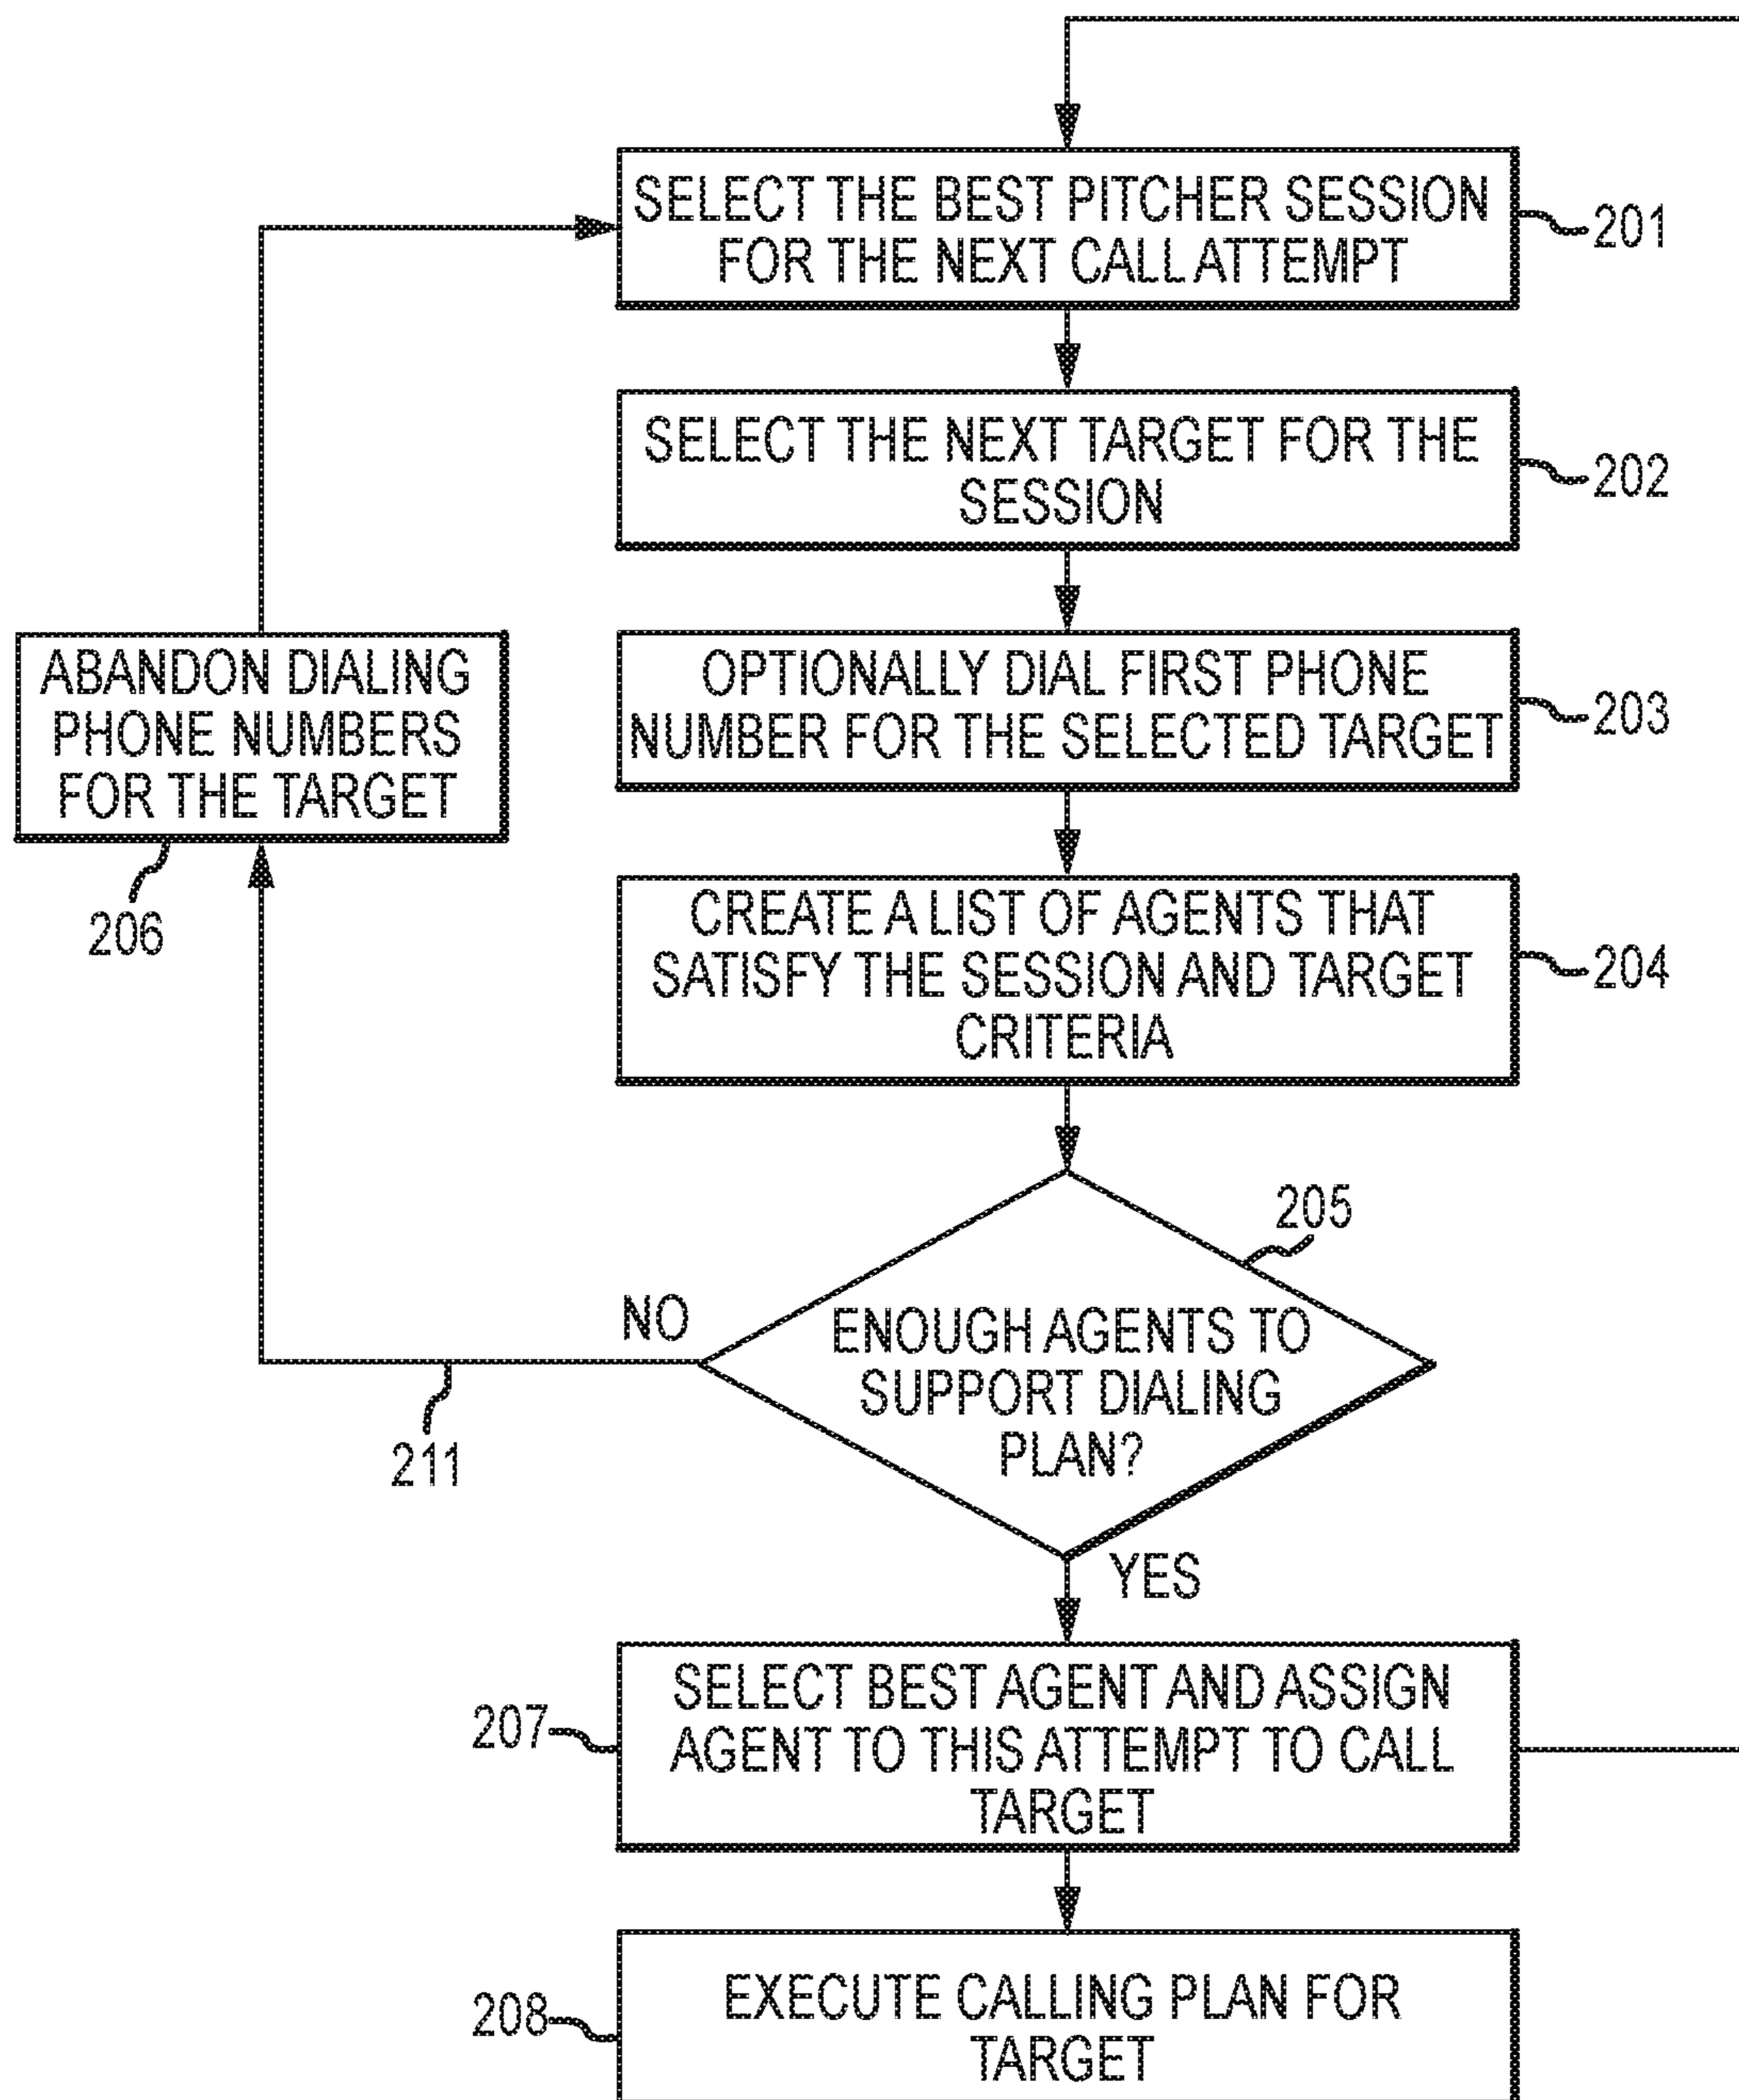 SELECT THE BEST PITCHER SESSION
FOR THE NEXT CALL ATTEMPT
201
SELECT THE NEXT TARGET FOR THE
SESSION
202
OPTIONALLY DIAL FIRST PHONE
NUMBER FOR THE SELECTED TARGET
203
ABANDON DIALING
PHONE NUMBERS
FOR THE TARGET
206
CREATE A LIST OF AGENTS THAT
SATISFY THE SESSION AND TARGET
CRITERIA
204
205
ENOUGH AGENTS TO
SUPPORT DIALING
PLAN?
NO
211
YES
207
SELECT BEST AGENT AND ASSIGN
AGENT TO THIS ATTEMPT TO CALL
TARGET
208
EXECUTE CALLING PLAN FOR
TARGET